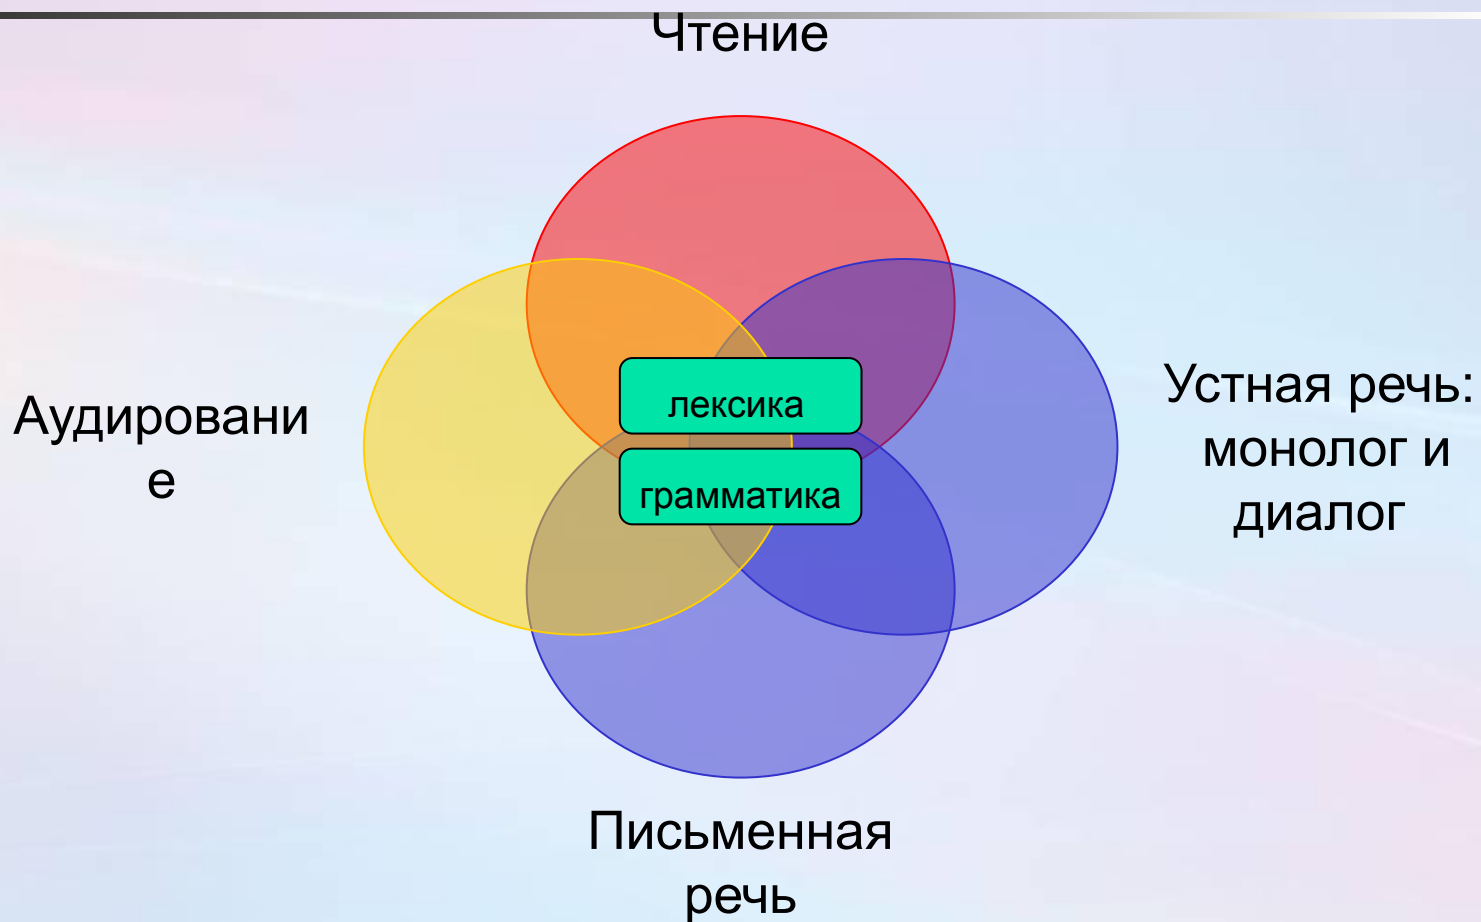 Чтение
лексика
Аудировани
е
грамматика
Устная речь:
монолог и
диалог
Письменная
речь